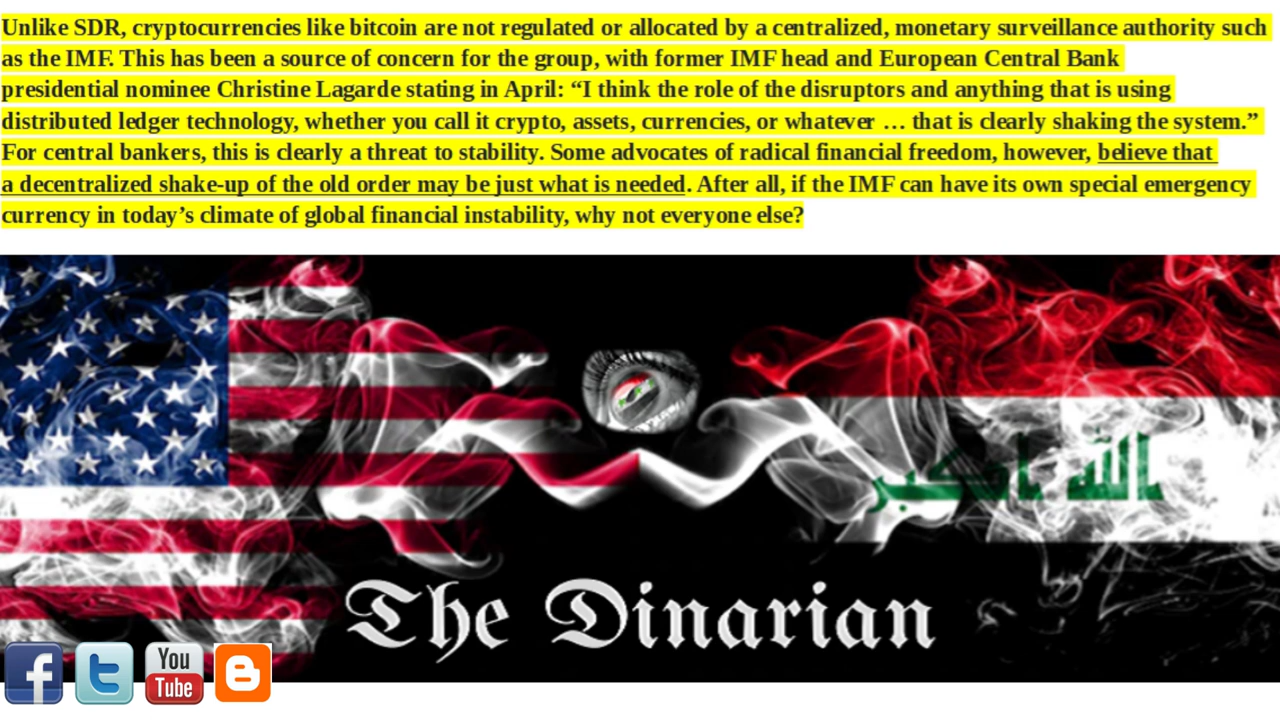 Unlike SDR, cryptocurrencies like bitcoin are not regulated or allocated by a centralized, monetary surveillance authority such
as the IMF. This has been a source of concern for the group, with former IMF head and European Central Bank
presidential nominee Christine Lagarde stating in April: “I think the role of the disruptors and anything that is using
distributed ledger technology, whether you call it crypto, assets, currencies, or whatever … that is clearly shaking the system.”
For central bankers, this is clearly a threat to stability. Some advocates of radical financial freedom, however, believe that
a decentralized shake-up of the old order may be just what is needed. After all, if the IMF can have its own special emergency
currency in today’s climate of global financial instability, why not everyone else?
الله اكبر
The Dinarian
You
Tube